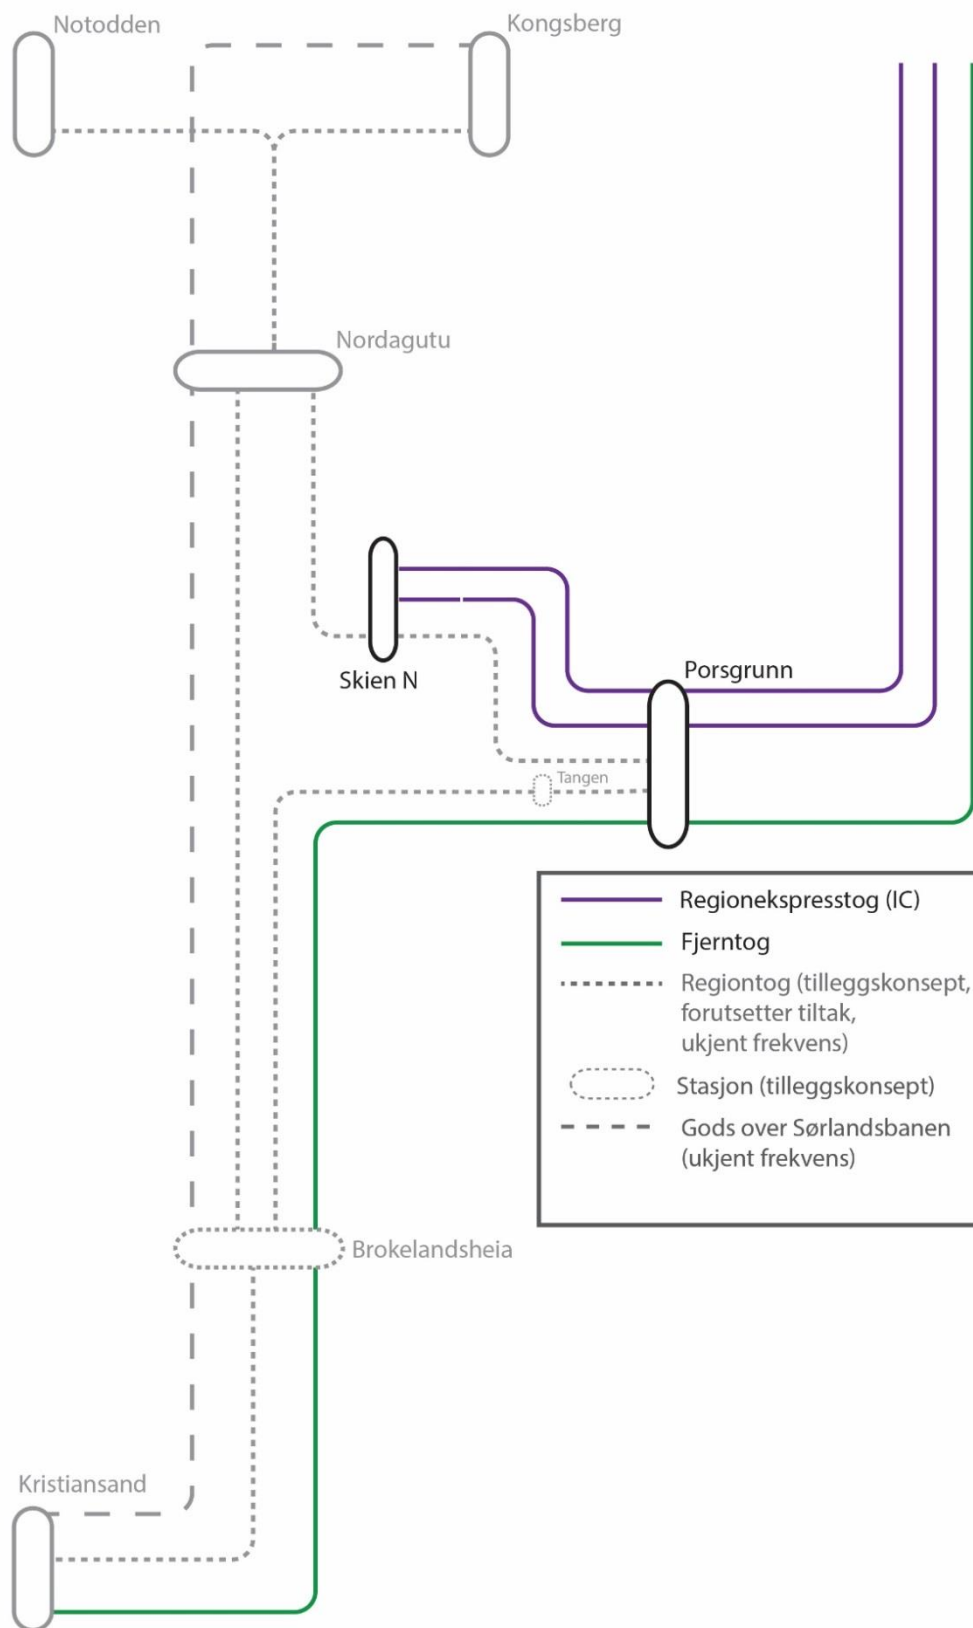 Notodden
Kongsberg
Nordagutu
Skien N
Porsgrunn
Tangen
Regionekspresstog (IC)
Fjerntog
Regiontog (tilleggskonsept,
forutsetter tiltak,
ukjent frekvens)
Stasjon (tilleggskonsept)
Gods over Sørlandsbanen
(ukjent frekvens)
Brokelandsheia
Kristiansand